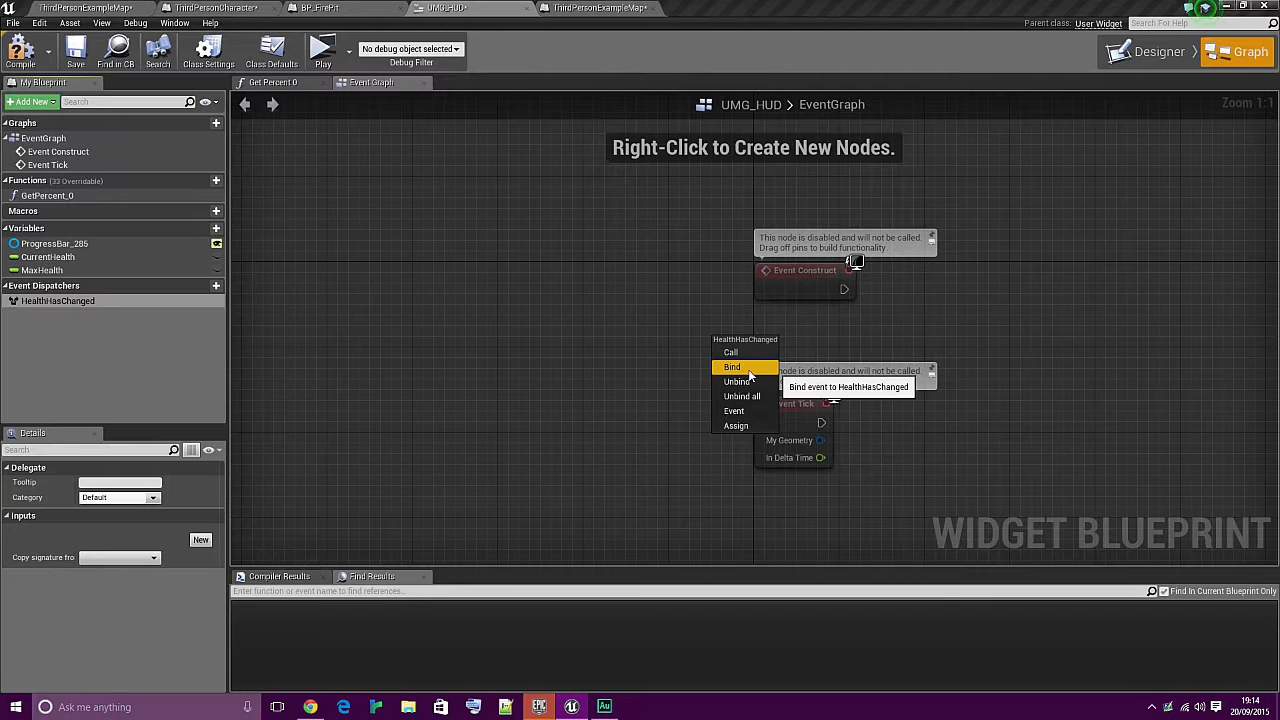 ThirdPersonExampleMap*
ThirdPersonCharacter*
BP_FirePit
UMG_HUD*
ThirdPersonExampleMap*
File
Edit
Asset
View
Debug
Window
Help
Parent class: User Widget
Search For Help
Compile
Save
Find in CB
Search
Class Settings
Class Defaults
Play
No debug object selected
Debug Filter
Designer
Graph
My Blueprint
Get Percent 0
Event Graph
Add New
Search
UMG_HUD > EventGraph
Zoom 1:1
Right-Click to Create New Nodes.
Graphs
EventGraph
Event Construct
Event Tick
Functions (33 Overridable)
GetPercent_0
Macros
Variables
ProgressBar_285
CurrentHealth
MaxHealth
Event Dispatchers
HealthHasChanged
This node is disabled and will not be called.
Drag off pins to build functionality.
Event Construct
HealthHasChanged
Call
Bind
Unbind
Unbind all
Event
Assign
node is disabled and will not be called.
Bind event to HealthHasChanged
vent Tick
My Geometry
In Delta Time
Details
Search
Delegate
Tooltip
Category
Default
Inputs
New
Copy signature fro
WIDGET BLUEPRINT
Compiler Results
Find Results
Enter function or event name to find references...
Find In Current Blueprint Only
Ask me anything
EPIC
Au
19:14
20/09/2015